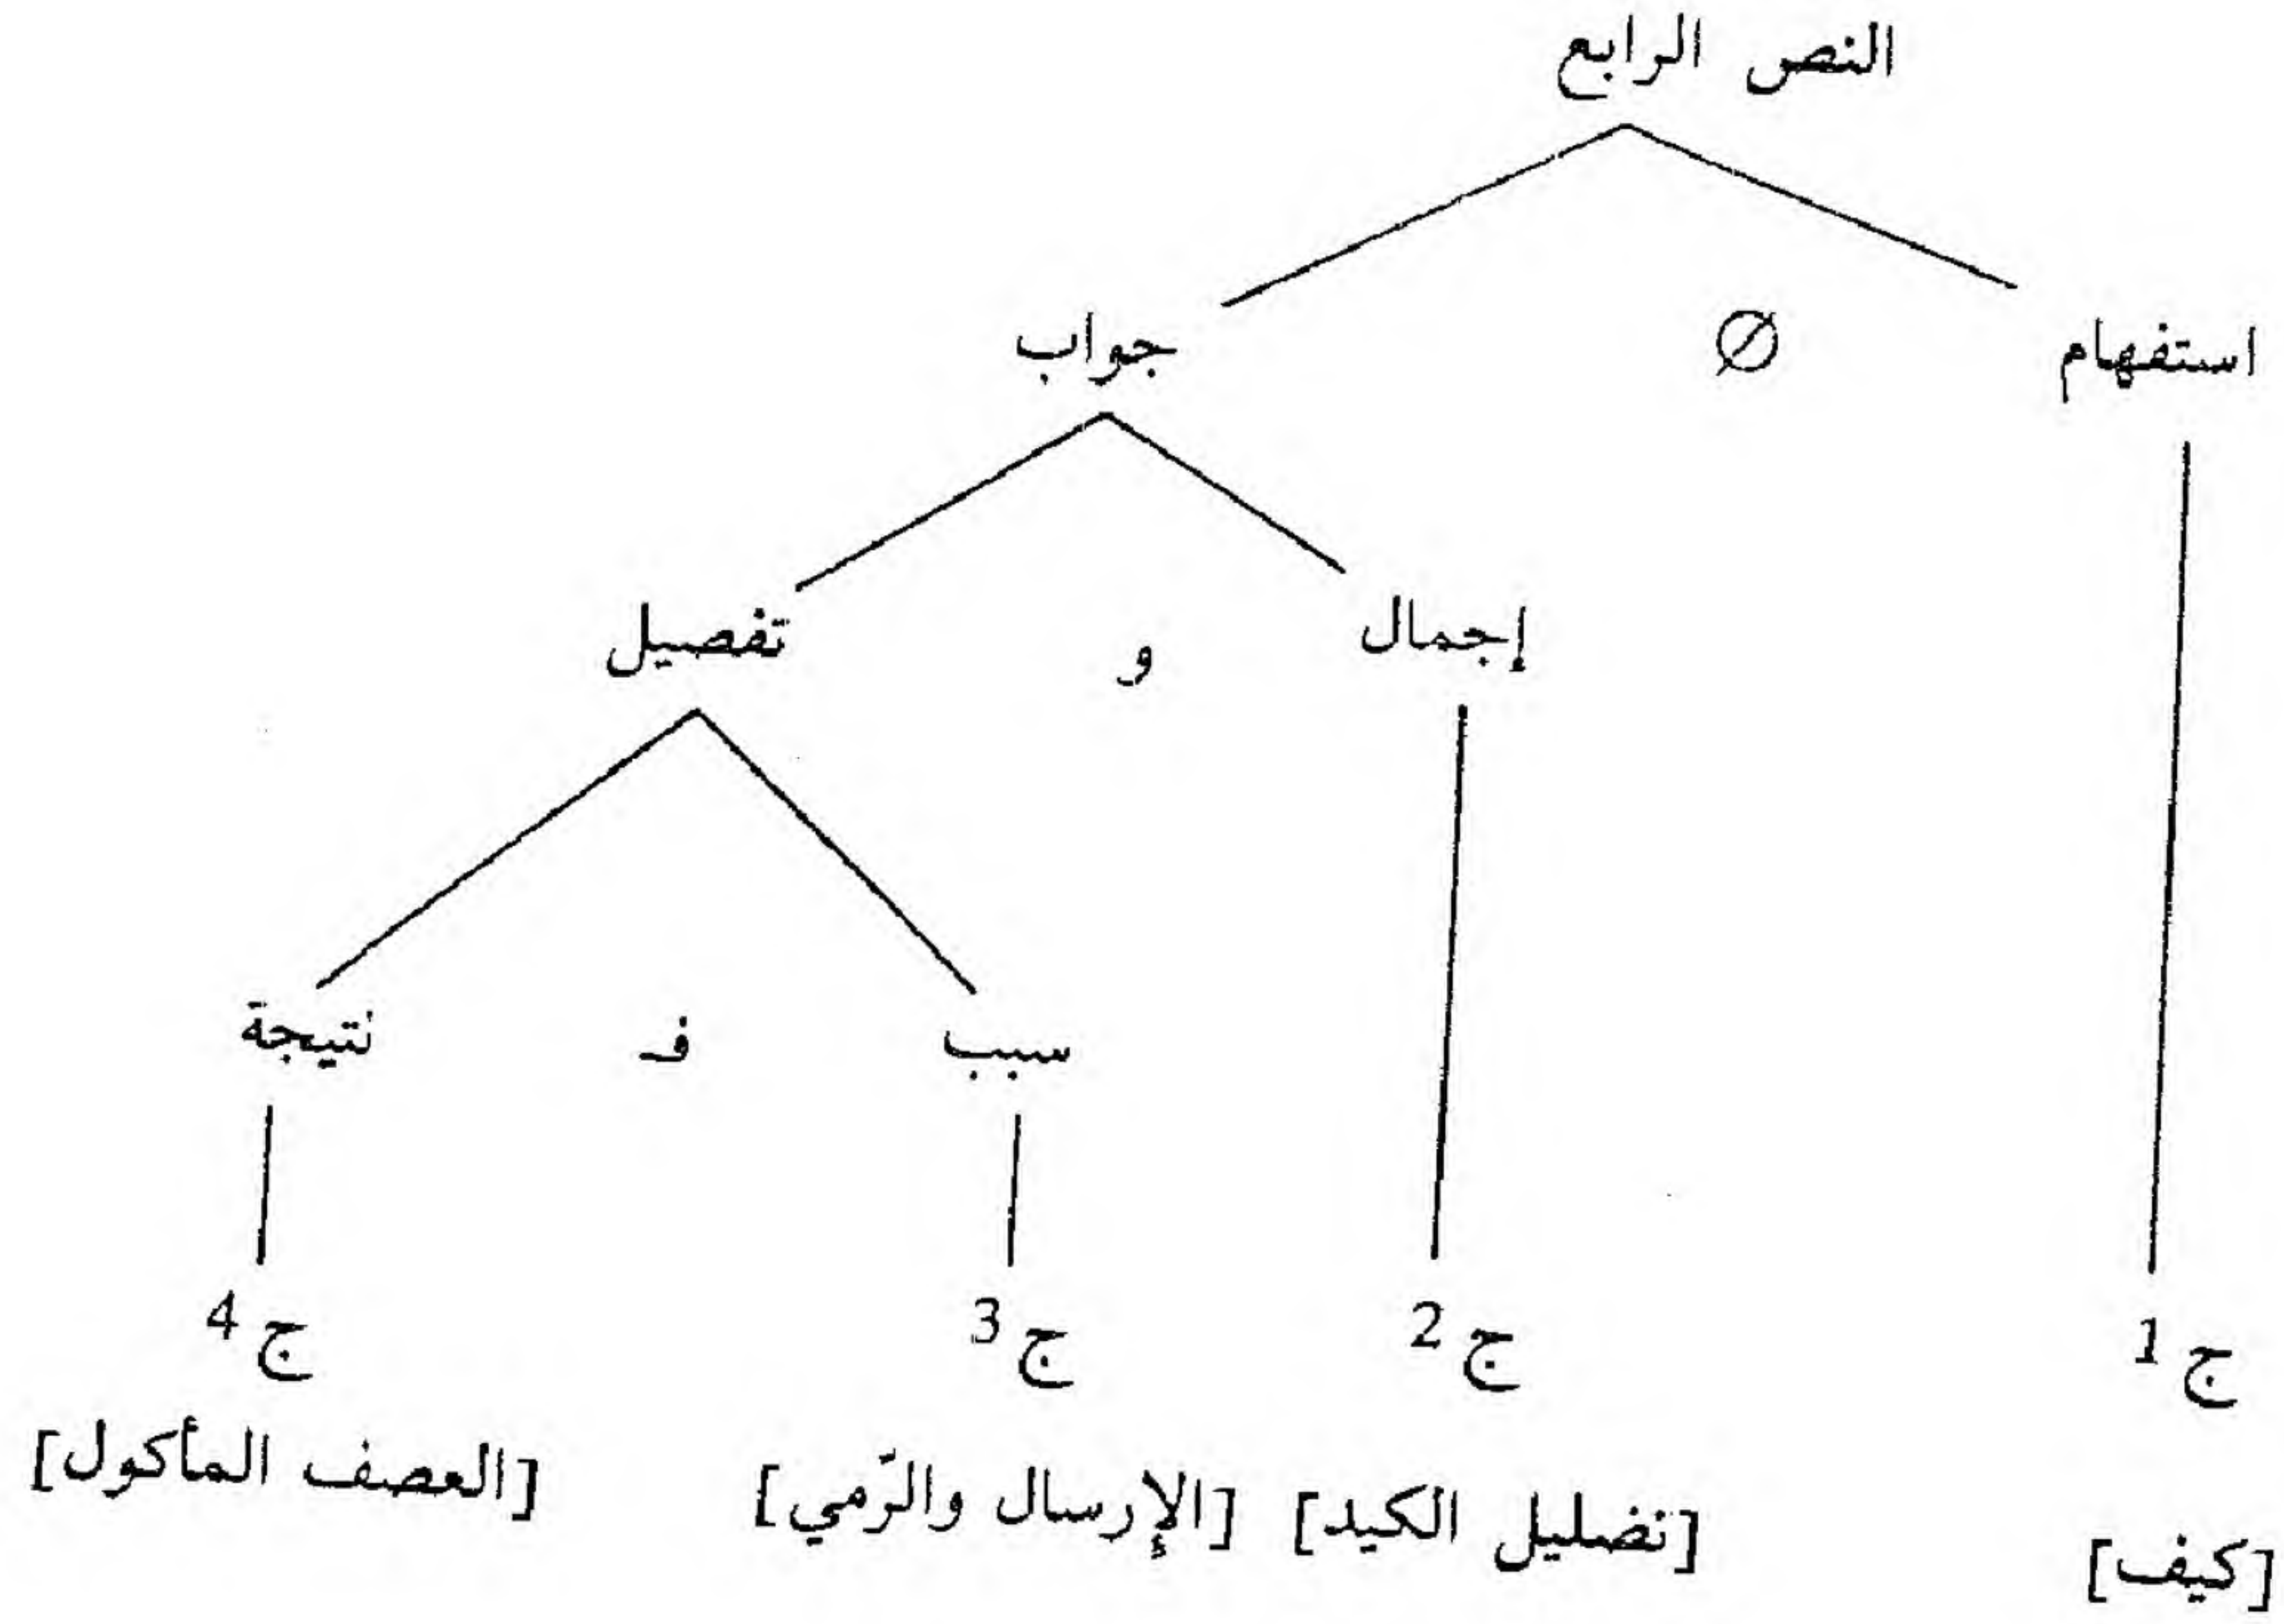 النص الرابع
استفهام Ø جواب
إجمال و تفصيل
سبب فـ نتيجة
ج 1 ج 2 ج 3 ج 4
[كيف] [تضليل الكيد] [الإرسال والرّمي] [العصف المأكول]